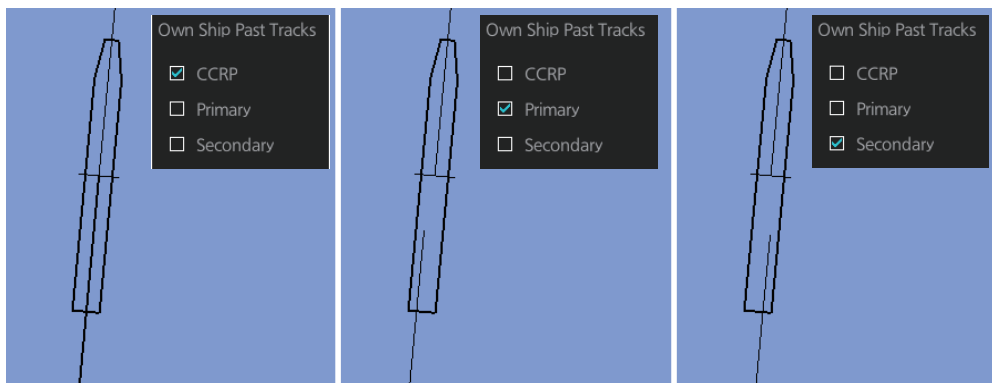 Own Ship Past Tracks
CCRP
Primary
Secondary
Own Ship Past Tracks
CCRP
Primary
Secondary
Own Ship Past Tracks
CCRP
Primary
Secondary